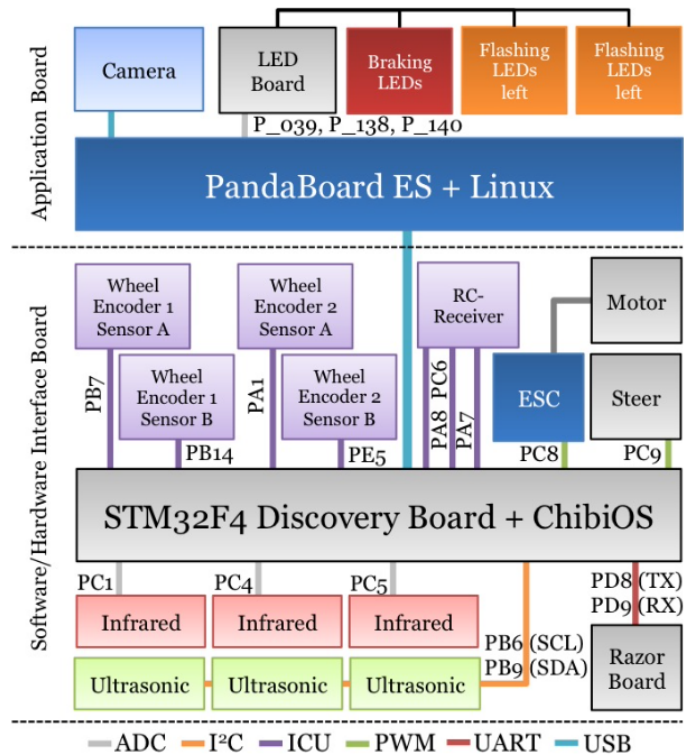 Application Board
Camera
LED
Board
Braking
LEDs
Flashing
LEDs
left
Flashing
LEDs
left
P_039, P_138, P_140
PandaBoard ES + Linux
Software/Hardware Interface Board
Wheel
Encoder 1
Sensor A
Wheel
Encoder 2
Sensor A
RC-
Receiver
Motor
Wheel
Encoder 1
Sensor B
Wheel
Encoder 2
Sensor B
ESC
Steer
PB7
PB14
PA1
PE5
PA8 PC6
PA7
PC8
PC9
STM32F4 Discovery Board + ChibiOS
PC1
PC4
PC5
PD8 (TX)
PD9 (RX)
Infrared
Infrared
Infrared
PB6 (SCL)
PB9 (SDA)
Ultrasonic
Ultrasonic
Ultrasonic
Razor
Board
ADC I²C ICU PWM UART USB